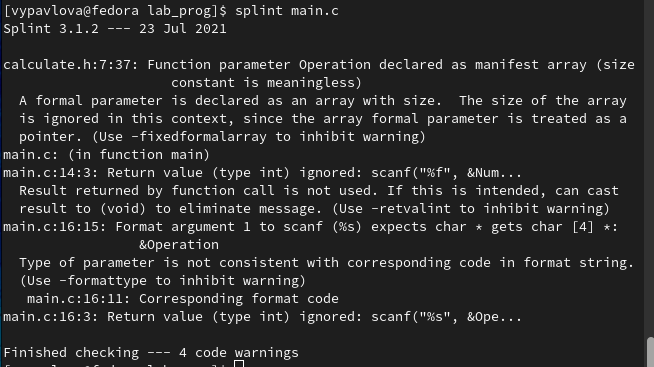 [vypavlova@fedora lab_prog]$ splint main.c
Splint 3.1.2 --- 23 Jul 2021
calculate.h:7:37: Function parameter Operation declared as manifest array (size
constant is meaningless)
A formal parameter is declared as an array with size.  The size of the array
is ignored in this context, since the array formal parameter is treated as a
pointer. (Use -fixedformalarray to inhibit warning)
main.c: (in function main)
main.c:14:3: Return value (type int) ignored: scanf("%f", &Num...
Result returned by function call is not used. If this is intended, can cast
result to (void) to eliminate message. (Use -retvalint to inhibit warning)
main.c:16:15: Format argument 1 to scanf (%s) expects char * gets char [4] *:
&Operation
Type of parameter is not consistent with corresponding code in format string.
(Use -formattype to inhibit warning)
main.c:16:11: Corresponding format code
main.c:16:3: Return value (type int) ignored: scanf("%s", &Ope...
Finished checking --- 4 code warnings